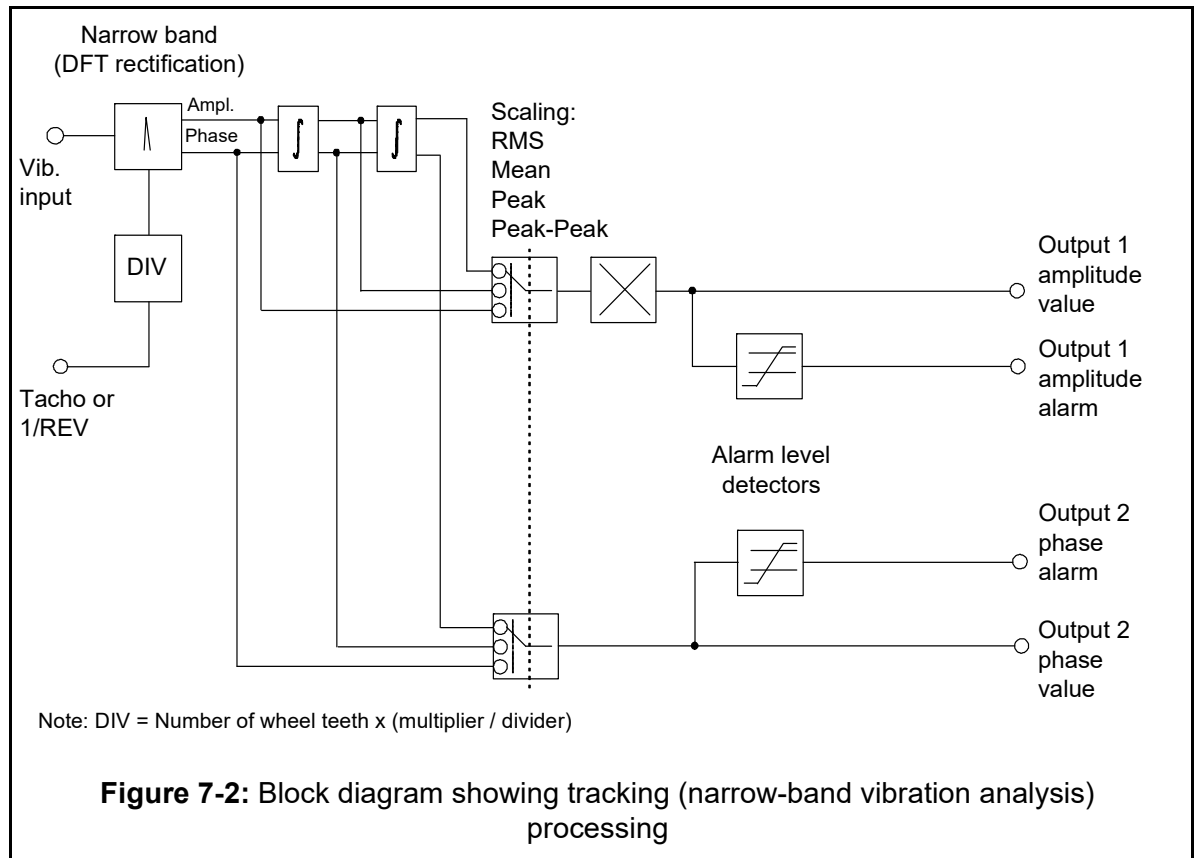 Narrow band
(DFT rectification)
Ampl.
Phase
Vib.
input
DIV
Tacho or
1/REV
Scaling:
RMS
Mean
Peak
Peak-Peak
Output 1
amplitude
value
Output 1
amplitude
alarm
Alarm level
detectors
Output 2
phase
alarm
Output 2
phase
value
Note: DIV = Number of wheel teeth x (multiplier / divider)
Figure 7-2: Block diagram showing tracking (narrow-band vibration analysis)
processing